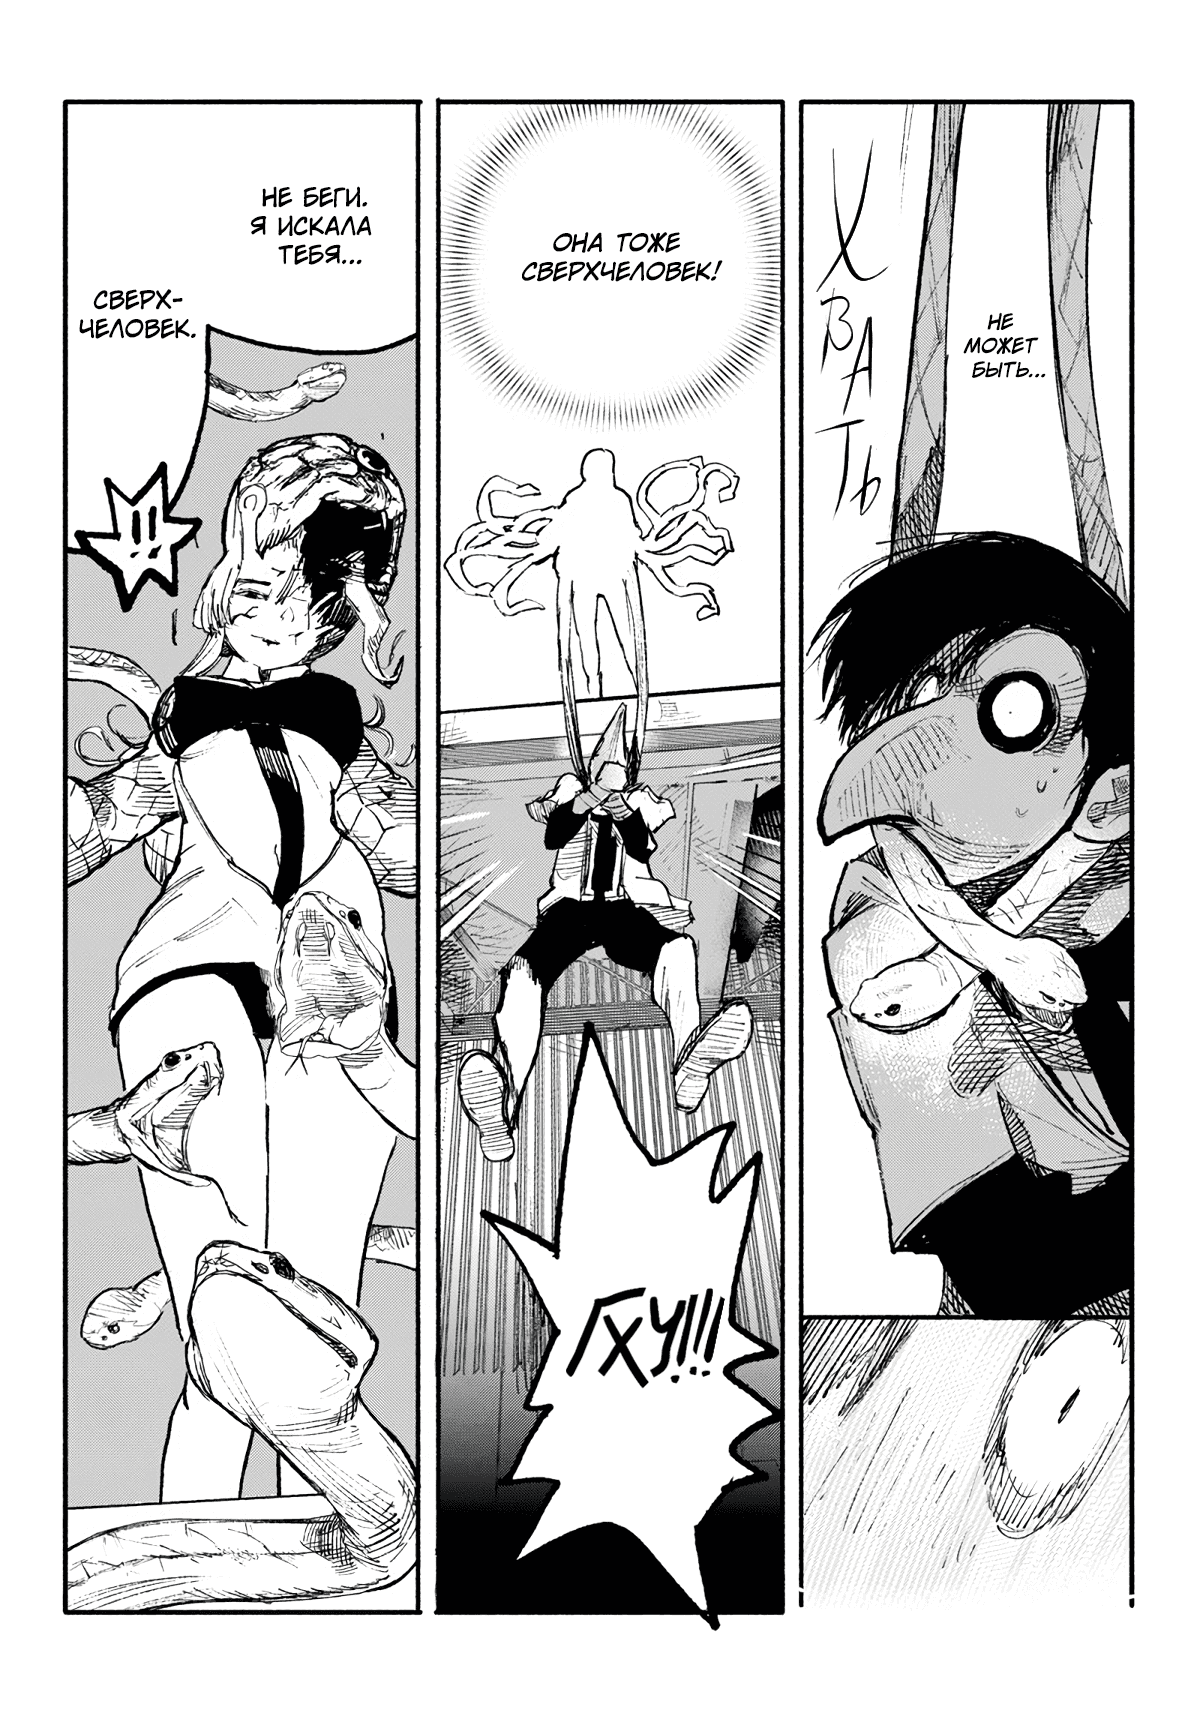 ХВАТЬ
НЕ
МОЖЕТ
БЫТЬ...
ОНА ТОЖЕ
СВЕРХЧЕЛОВЕК!
ГХУ!!!
НЕ БЕГИ.
Я ИСКАЛА
ТЕБЯ...
СВЕРХ-
ЧЕЛОВЕК.
!!